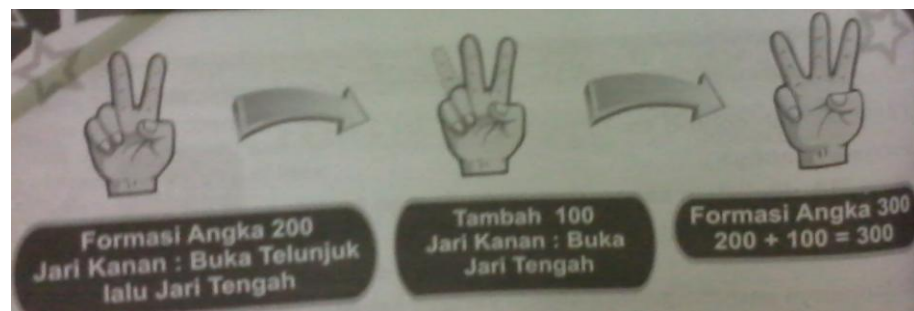 Formasi Angka 200
Jari Kanan : Buka Telunjuk
lalu Jari Tengah
Tambah 100
Jari Kanan : Buka
Jari Tengah
Formasi Angka 300
200 + 100 = 300